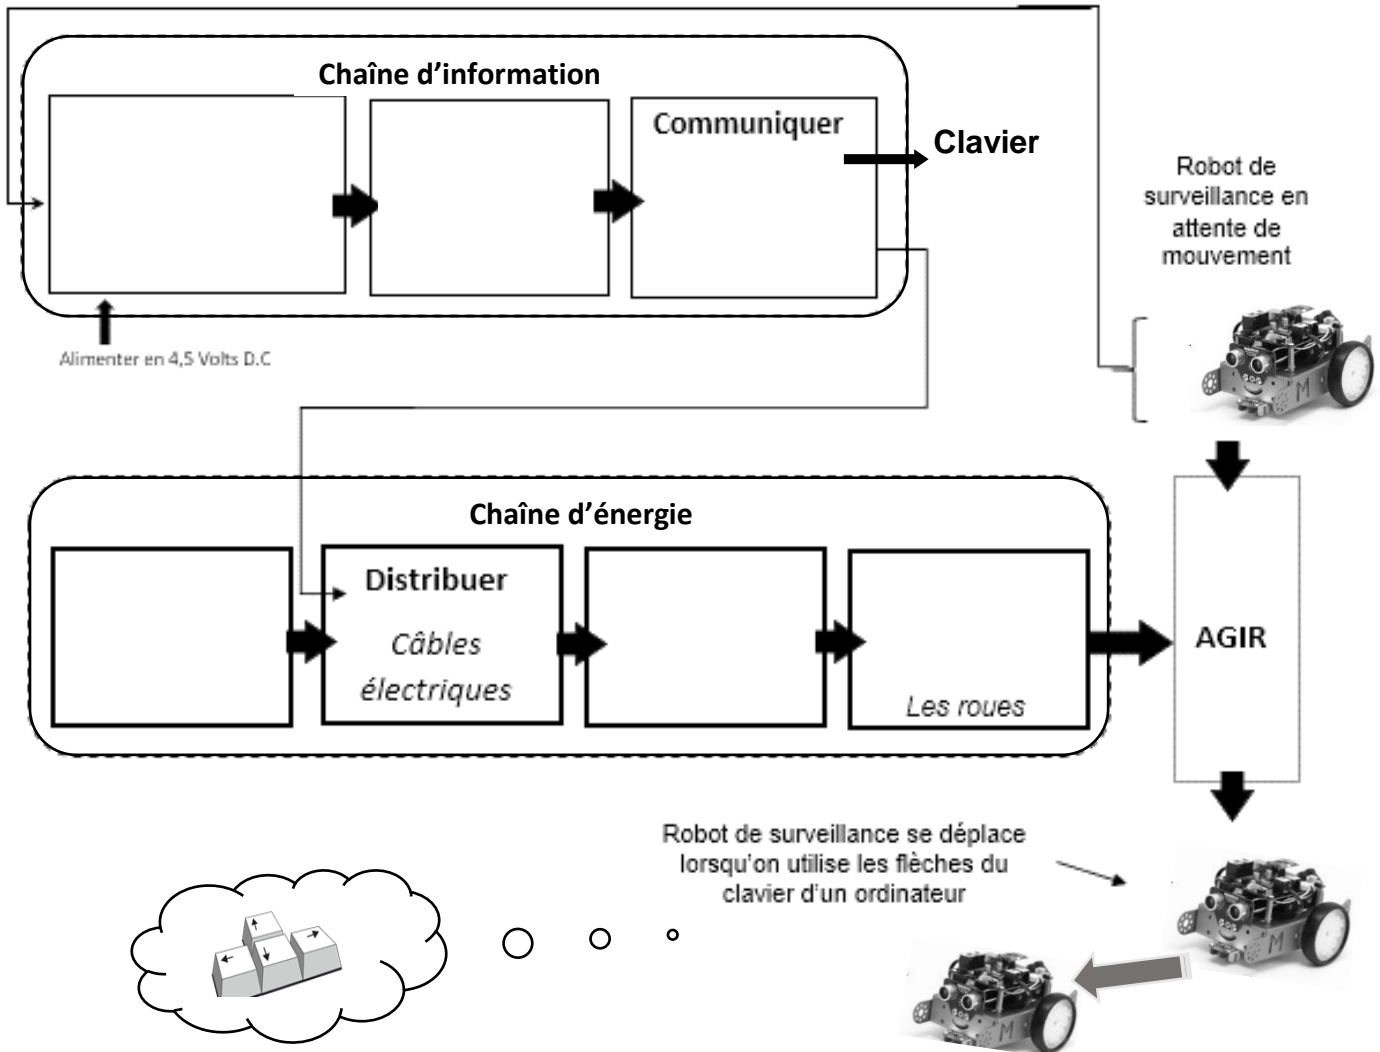 Chaîne d’information
Communiquer
Clavier
Robot de
surveillance en
attente de
mouvement
Alimenter en 4,5 Volts D.C
Chaîne d’énergie
Distribuer
Câbles
électriques
Les roues
AGIR
Robot de surveillance se déplace
lorsqu'on utilise les flèches du
clavier d'un ordinateur